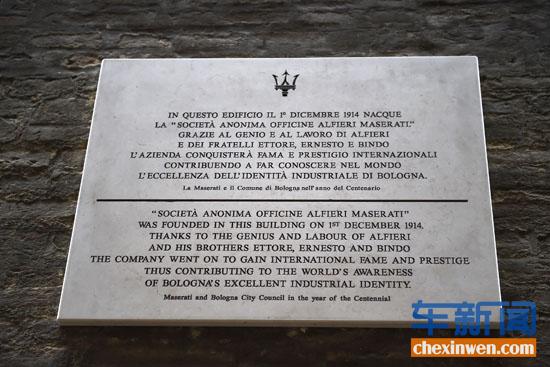 IN QUESTO EDIFICIO IL 1° DICEMBRE 1914 NACQUE
LA "SOCIETÀ ANONIMA OFFICINE ALFIERI MASERATI."
GRAZIE AL GENIO E AL LAVORO DI ALFIERI
E DEI FRATELLI ETTORE, ERNESTO E BINDO
L'AZIENDA CONQUISTERÀ FAMA E PRESTIGIO INTERNAZIONALI
CONTRIBUENDO A FAR CONOSCERE NEL MONDO
L'ECCELLENZA DELL'IDENTITÀ INDUSTRIALE DI BOLOGNA.
La Maserati e il Comune di Bologna nell'anno del Centenario
"SOCIETÀ ANONIMA OFFICINE ALFIERI MASERATI"
WAS FOUNDED IN THIS BUILDING ON 1ST DECEMBER 1914.
THANKS TO THE GENIUS AND LABOUR OF ALFIERI
AND HIS BROTHERS ETTORE, ERNESTO AND BINDO
THE COMPANY WENT ON TO GAIN INTERNATIONAL FAME AND PRESTIGE
THUS CONTRIBUTING TO THE WORLD'S AWARENESS
OF BOLOGNA'S EXCELLENT INDUSTRIAL IDENTITY.
Maserati and Bologna City Council in the year of the Centennial
车新闻
chexinwen.com